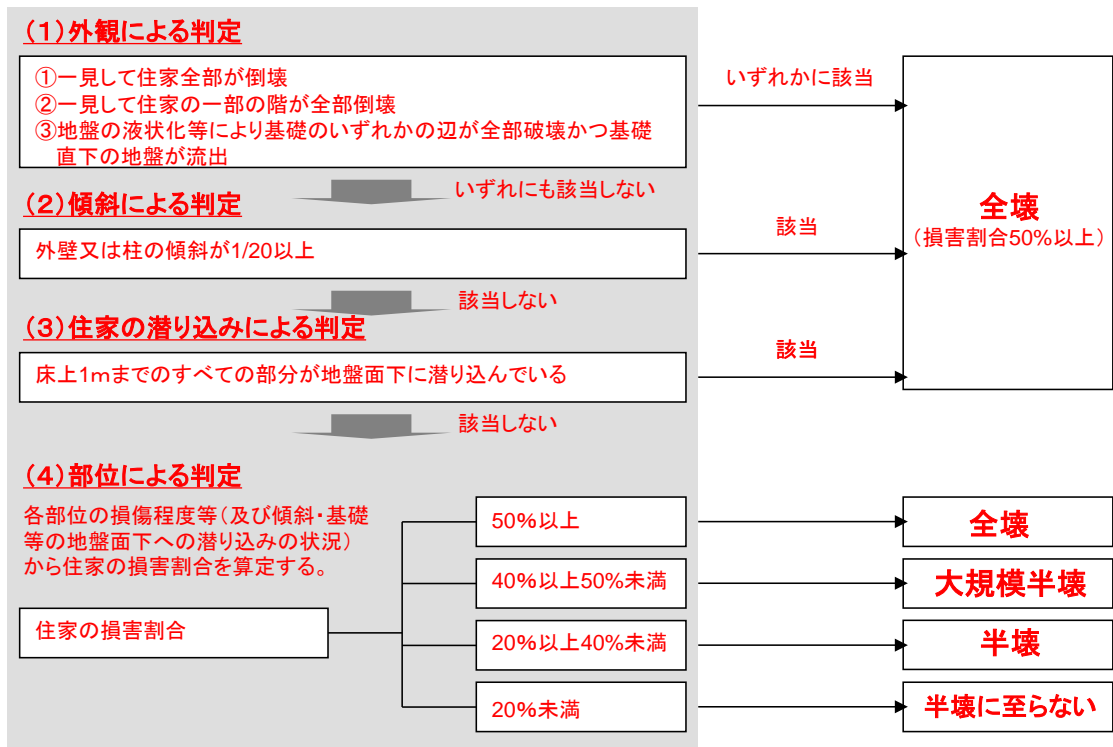 (1)外観による判定
①一見して住家全部が倒壊
②一見して住家の一部の階が全部倒壊
③地盤の液状化等により基礎のいずれかの辺が全部破壊かつ基礎
直下の地盤が流出
いずれかに該当
いずれにも該当しない
(2)傾斜による判定
外壁又は柱の傾斜が1/20以上
該当
全壊
(損害割合50%以上)
該当しない
(3)住家の潜り込みによる判定
床上1mまでのすべての部分が地盤面下に潜り込んでいる
該当
該当しない
(4)部位による判定
各部位の損傷程度等(及び傾斜・基礎
等の地盤面下への潜り込みの状況)
から住家の損害割合を算定する。
住家の損害割合
50%以上
全壊
40%以上50%未満
大規模半壊
20%以上40%未満
半壊
20%未満
半壊に至らない